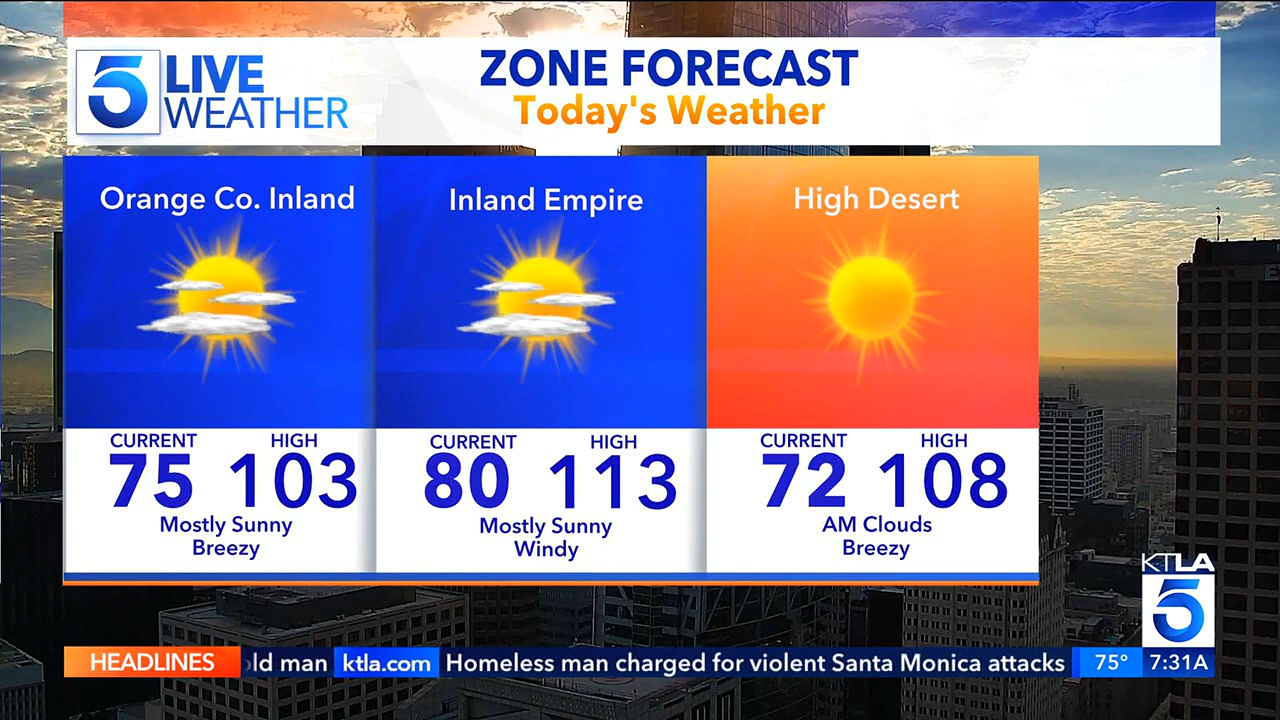 5 LIVE
WEATHER
ZONE FORECAST
Today's Weather
Orange Co. Inland
CURRENT HIGH
75 103
Mostly Sunny
Breezy
Inland Empire
CURRENT HIGH
80 113
Mostly Sunny
Windy
High Desert
CURRENT HIGH
72 108
AM Clouds
Breezy
KTLA
5
HEADLINES old man ktla.com Homeless man charged for violent Santa Monica attacks 75° 7:31A